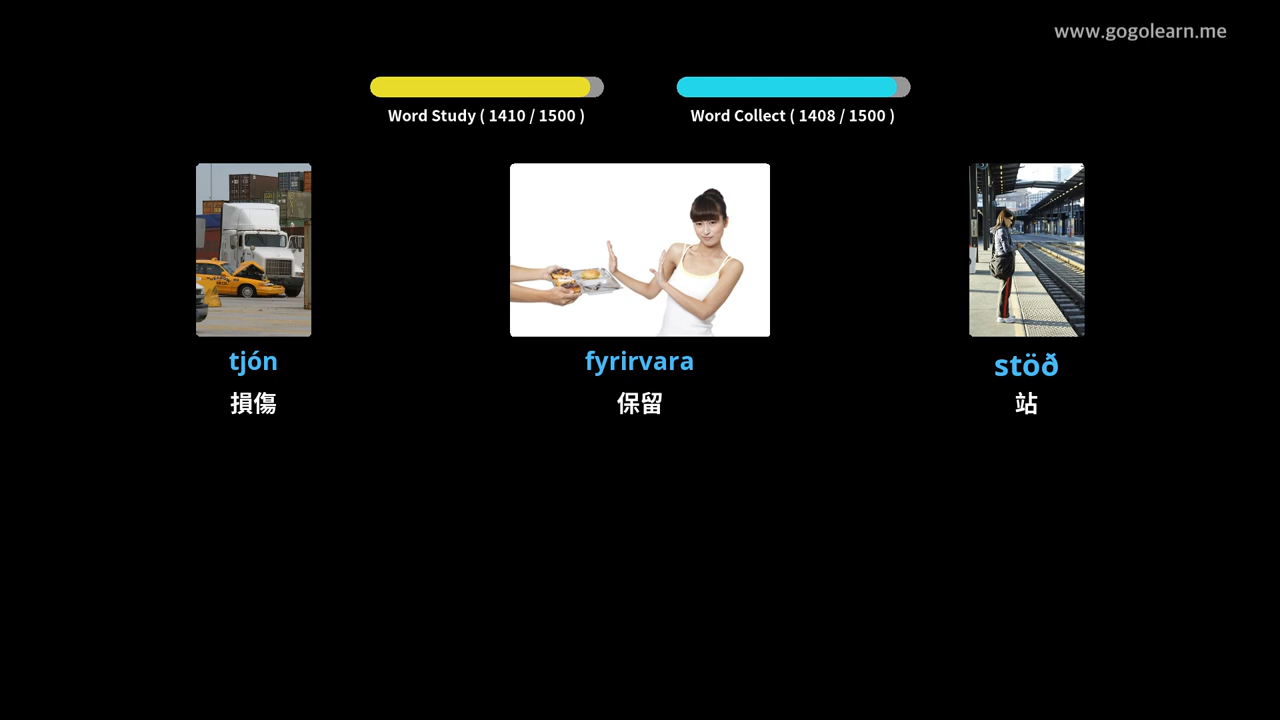 www.gogolearn.me
Word Study ( 1410 / 1500 )
Word Collect ( 1408 / 1500 )
tjón
fyrirvara
stöð
損傷
保留
站